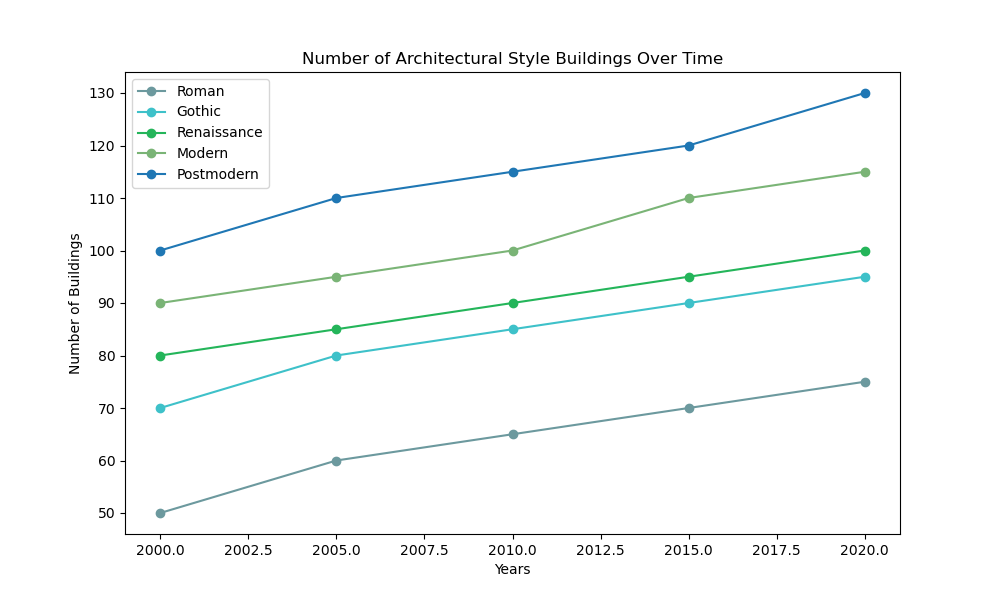 Number of Architectural Style Buildings Over Time
Roman
Gothic
Renaissance
Modern
Postmodern
130
120
110
100
90
80
70
60
50
Number of Buildings
2000.0 2002.5 2005.0 2007.5 2010.0 2012.5 2015.0 2017.5 2020.0
Years